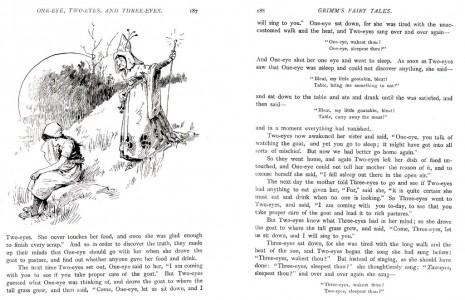 ONE-EYE, TWO-EYES, AND THREE-EYES. 187
Two-eyes. She never touches her food, and once she was glad enough
to finish every scrap." And so in order to discover the truth, they made
up their minds that One-eye should go with her when she drove the
goat to pasture, and find out whether anyone gave her food and drink.
The next time Two-eyes set out, One-eye said to her, "I am coming
with you to see if you take proper care of the goat." But Two-eyes
guessed what One-eye was thinking of, and drove the goat to where the
tall grass grew, and then said, "Come, One-eye, let us sit down, and I
188 GRIMM'S FAIRY TALES.
will sing to you." One-eye sat down, for she was tired with the unac-
customed walk and the heat, and Two-eyes sang over and over again—
"One-eye, wakest thou?
One-eye, sleepest thou?"
And One-eye shut her one eye and went to sleep. As soon as Two-eyes
saw that One-eye was asleep and could not discover anything, she said—
"Bleat, my little goatskin, bleat!
Table, bring me something to eat!"
and sat down to the table and ate and drank until she was satisfied, and
then said—
"Bleat, my little goatskin, bleat!
Table, carry away the meat!"
and in a moment everything had vanished.
Two-eyes now awakened her sister and said, "One-eye, you talk of
watching the goat, and yet you go to sleep; it might have got into all
sorts of mischief. But now we had better go home again."
So they went home, and again Two-eyes left her dish of food un-
touched, and One-eye could not tell her mother the reason of it, and to
excuse herself she said, "I fell asleep out there in the open air."
The next day the mother told Three-eyes to go and see if Two-eyes
had anything to eat given her, "For," said she, "it is quite certain she
must eat and drink when no one is looking." So Three-eyes went to
Two-eyes, and said, "I am coming with you to-day, to see that you
take proper care of the goat and lead it to rich pastures."
But Two-eyes knew what Three-eyes had in her mind; so she drove
the goat to where the tall grass grew, and said, "Come, Three-eyes, let
us sit down, and I will sing to you."
Three-eyes sat down, for she was tired with the long walk and the
heat of the sun, and Two-eyes began the song she had sung before:
"Three-eyes, wakest thou?" But instead of singing, as she should have
done: "Three-eyes, sleepest thou?" she thoughtlessly sang: "Two-eyes,
sleepest thou?" and over and over again she sang—
"Three-eyes, wakest thou?
Two-eyes, sleepest thou?"